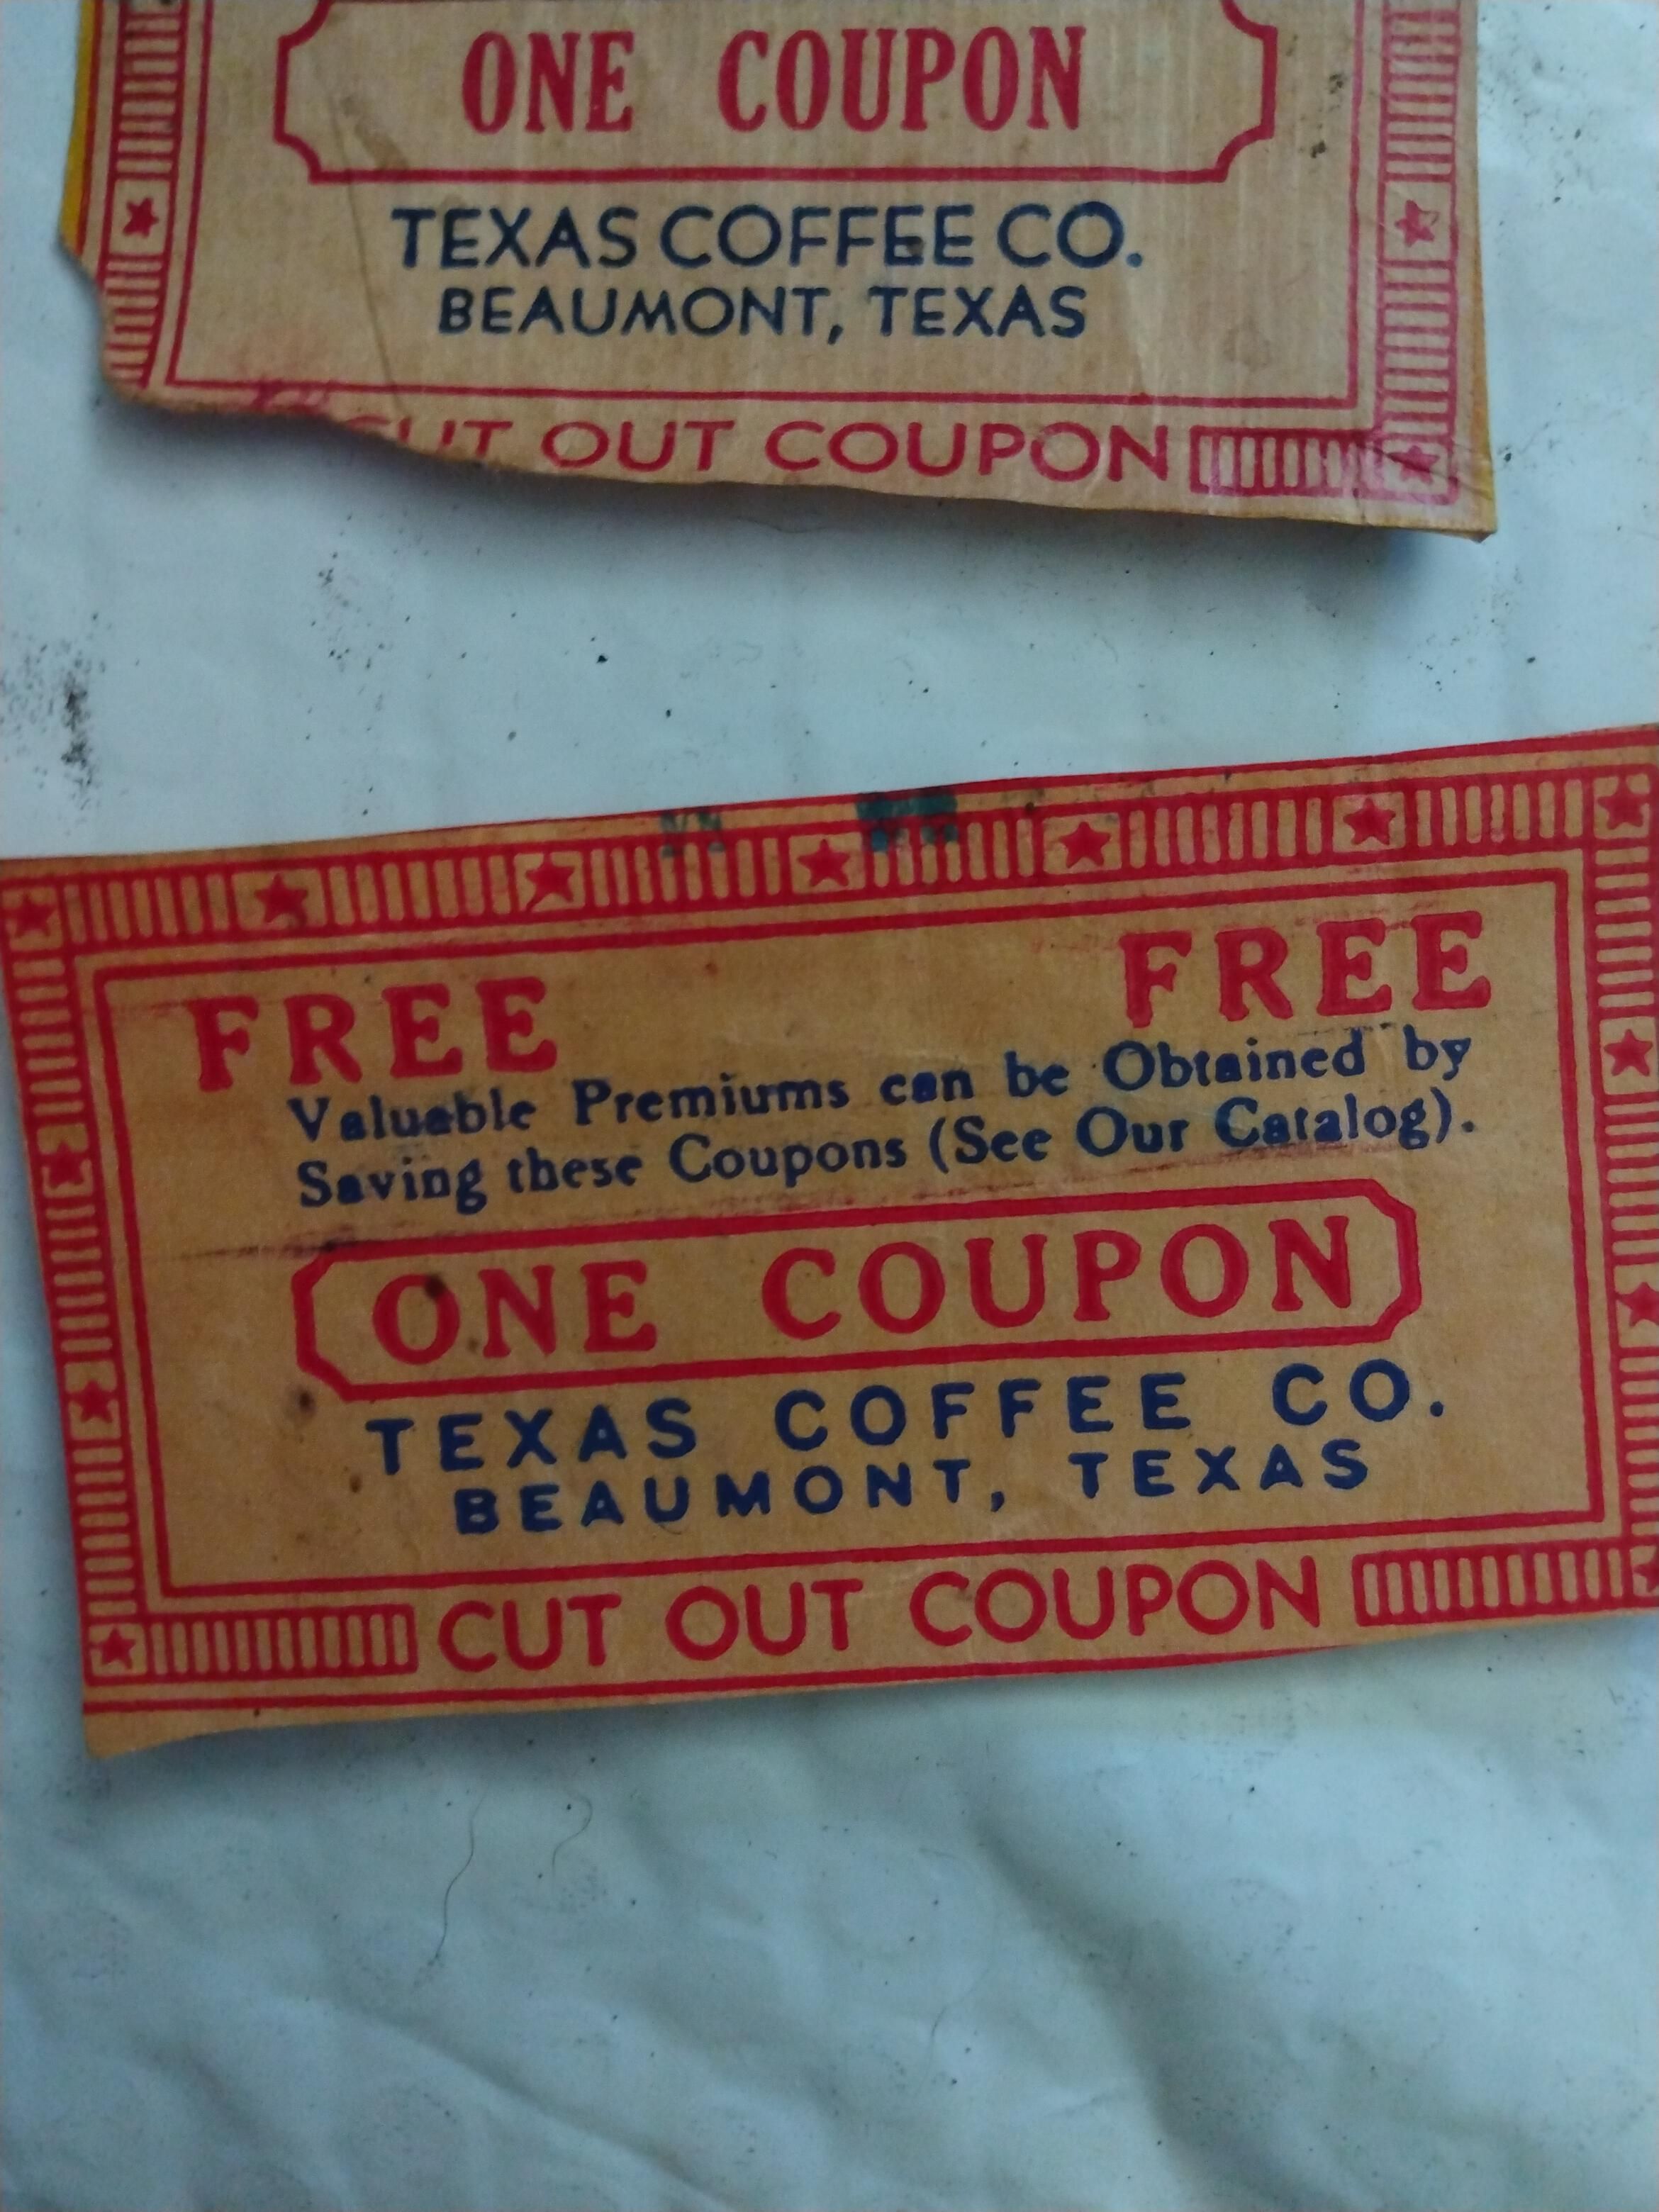 ONE COUPON
TEXAS COFFEE CO.
BEAUMONT, TEXAS
CUT OUT COUPON
FREE FREE
Valuable Premiums can be Obtained by
Saving these Coupons (See Our Catalog).
ONE COUPON
TEXAS COFFEE CO.
BEAUMONT, TEXAS
CUT OUT COUPON